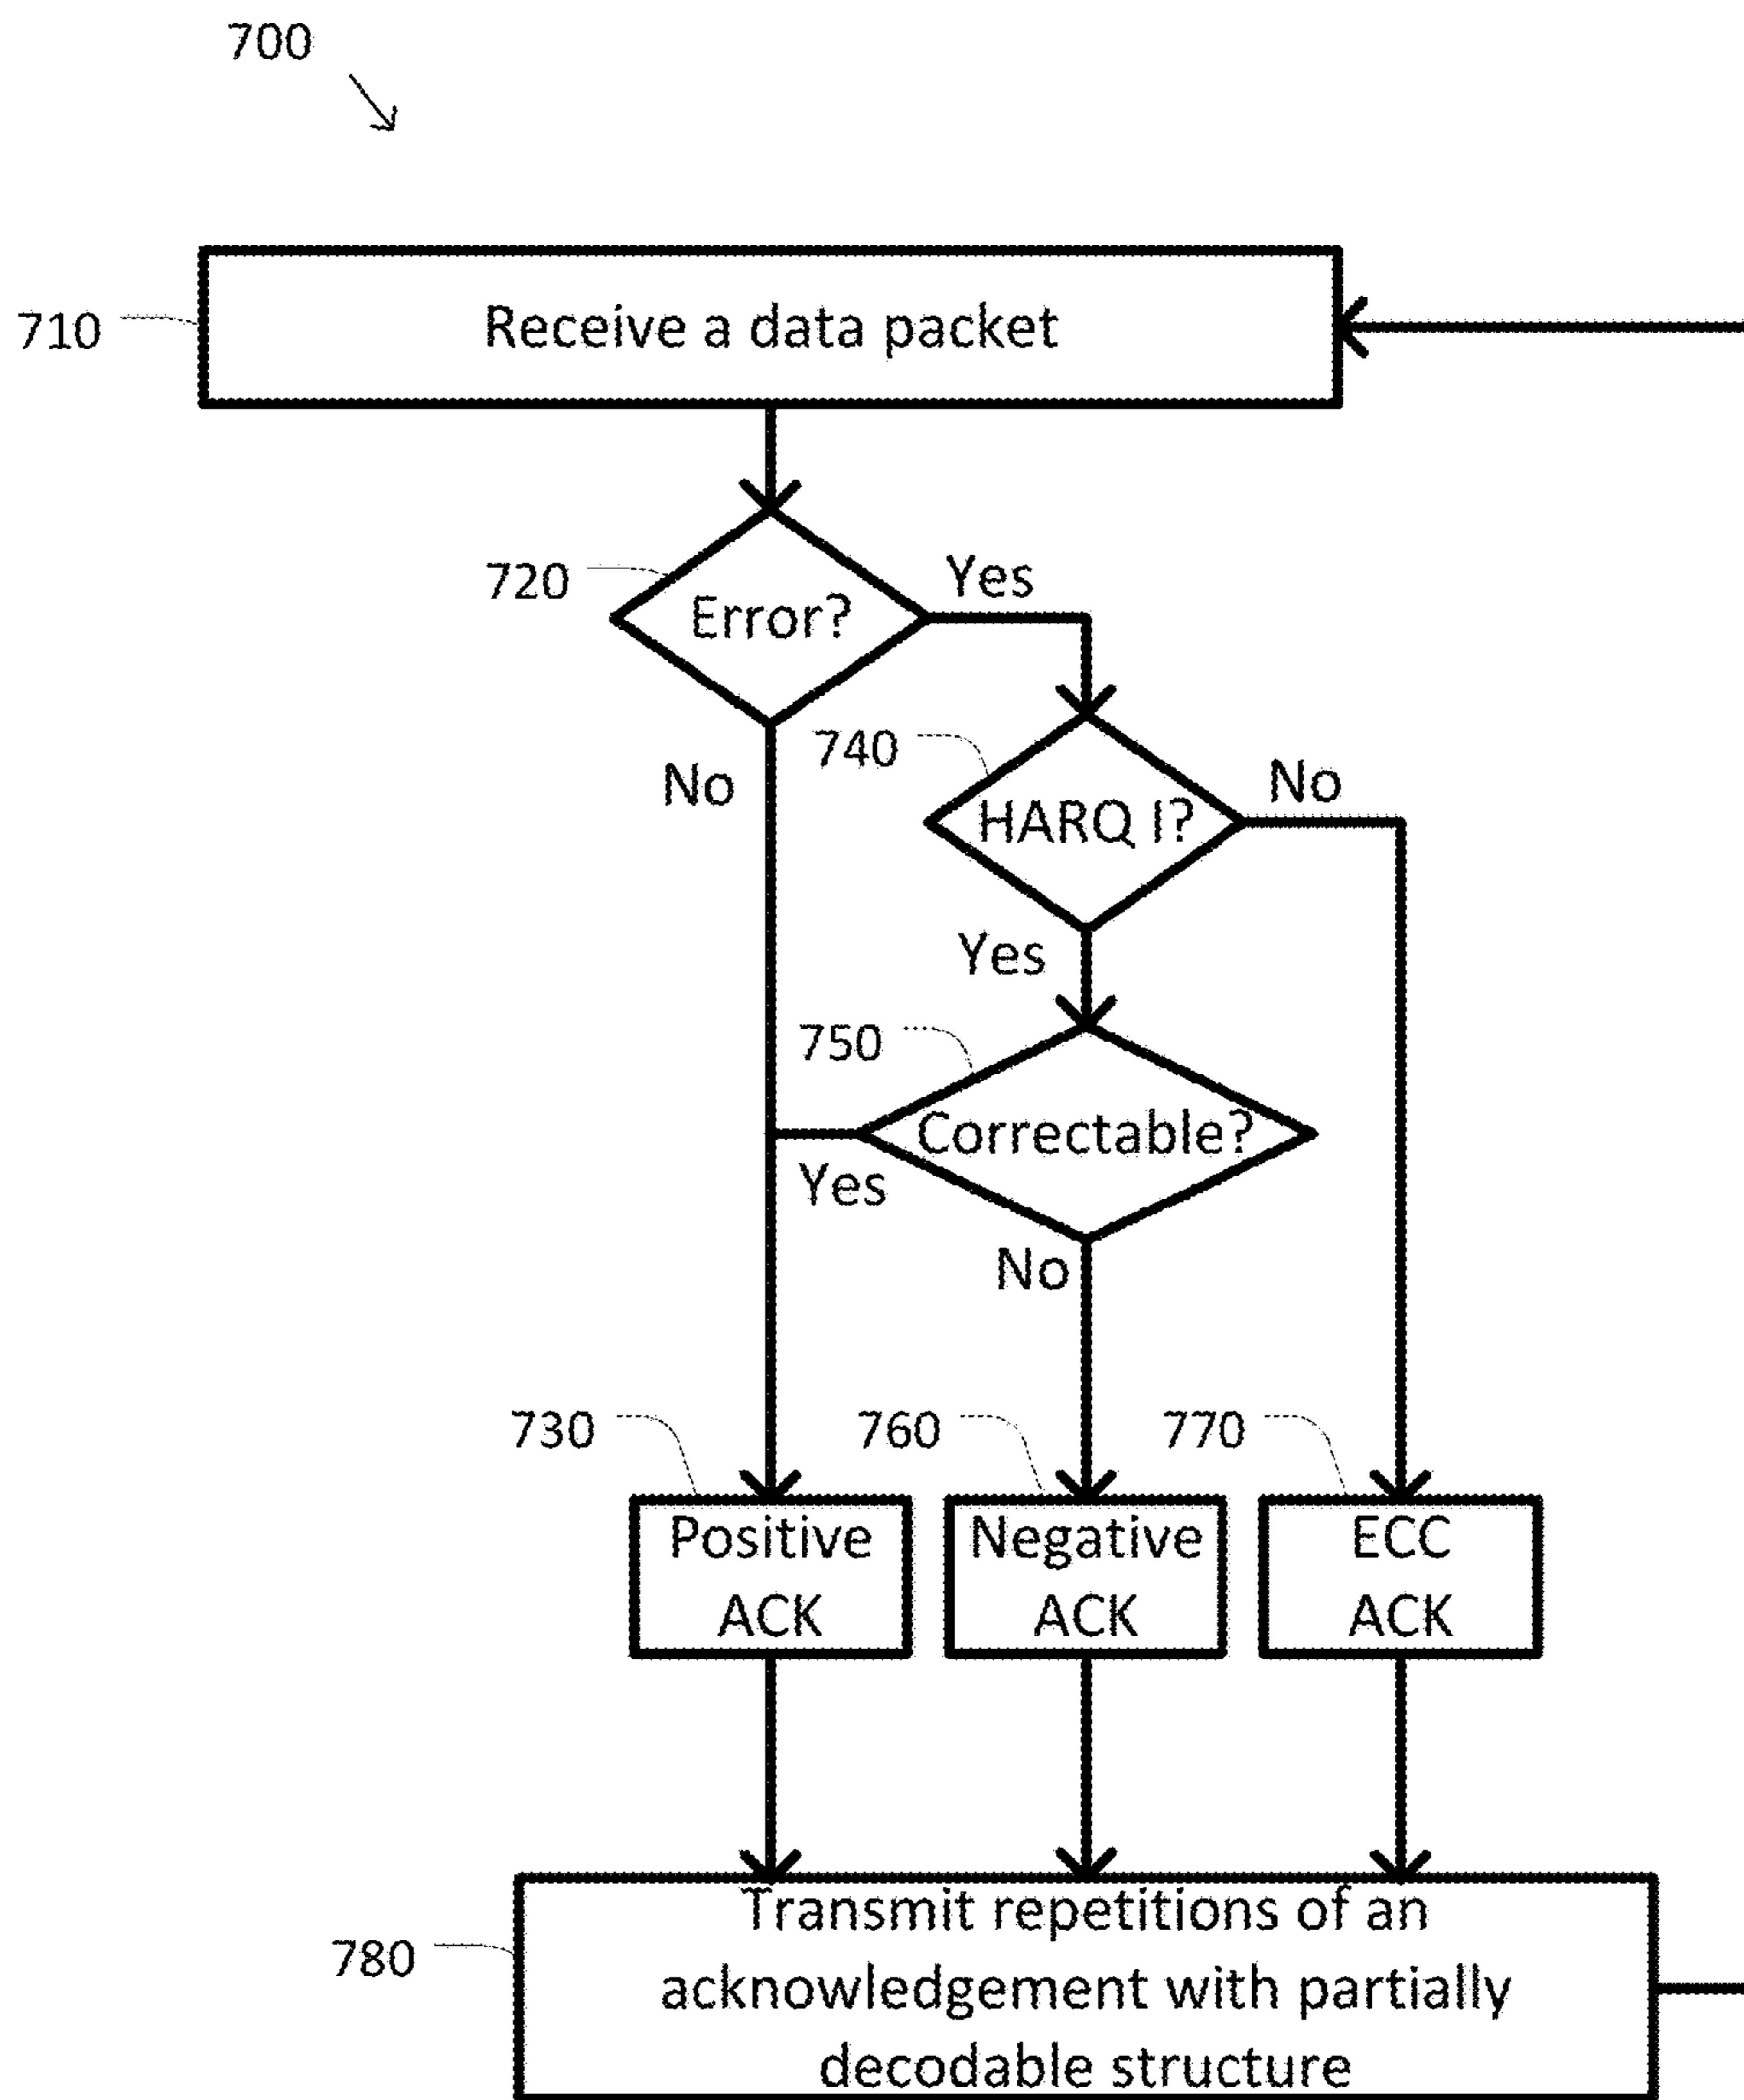 700
710
Receive a data packet
720
Error?
Yes
No
740
HARQ I?
No
Yes
750
Correctable?
Yes
No
730
760
770
Positive
ACK
Negative
ACK
ECC
ACK
780
Transmit repetitions of an
acknowledgement with partially
decodable structure